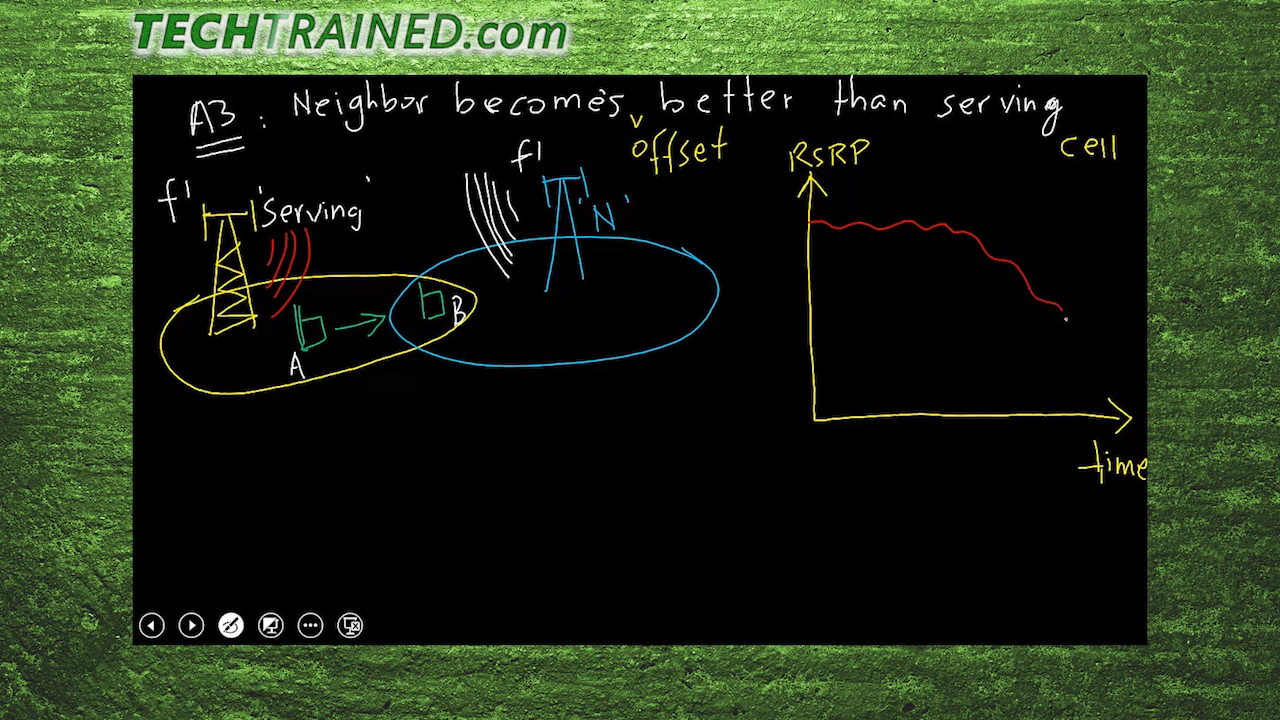 TECHTRAINED.com
A3 : Neighbor becomes better than serving
offset
cell
f1
RSRP
f1
'Serving'
'N'
B
A
time